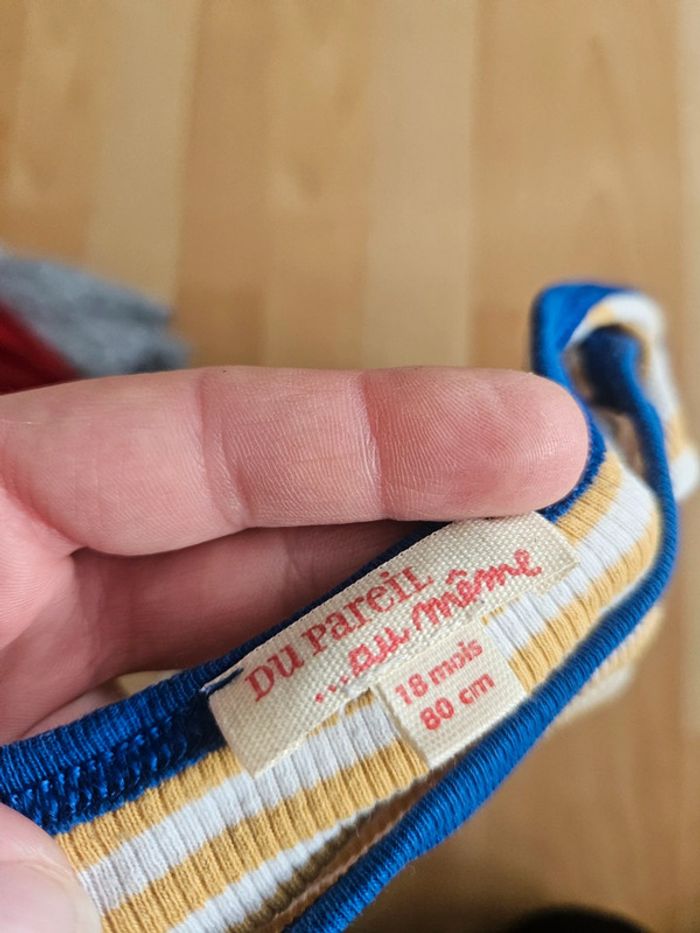 DU PAREIL
...au même
18 mois
80 cm